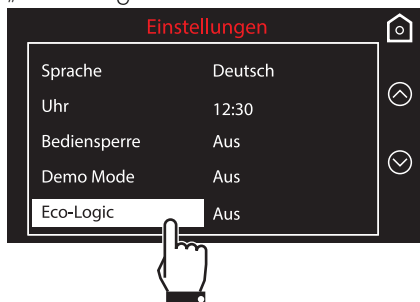 Einstellungen
Sprache Deutsch
Uhr 12:30
Bediensperre Aus
Demo Mode Aus
Eco-Logic Aus